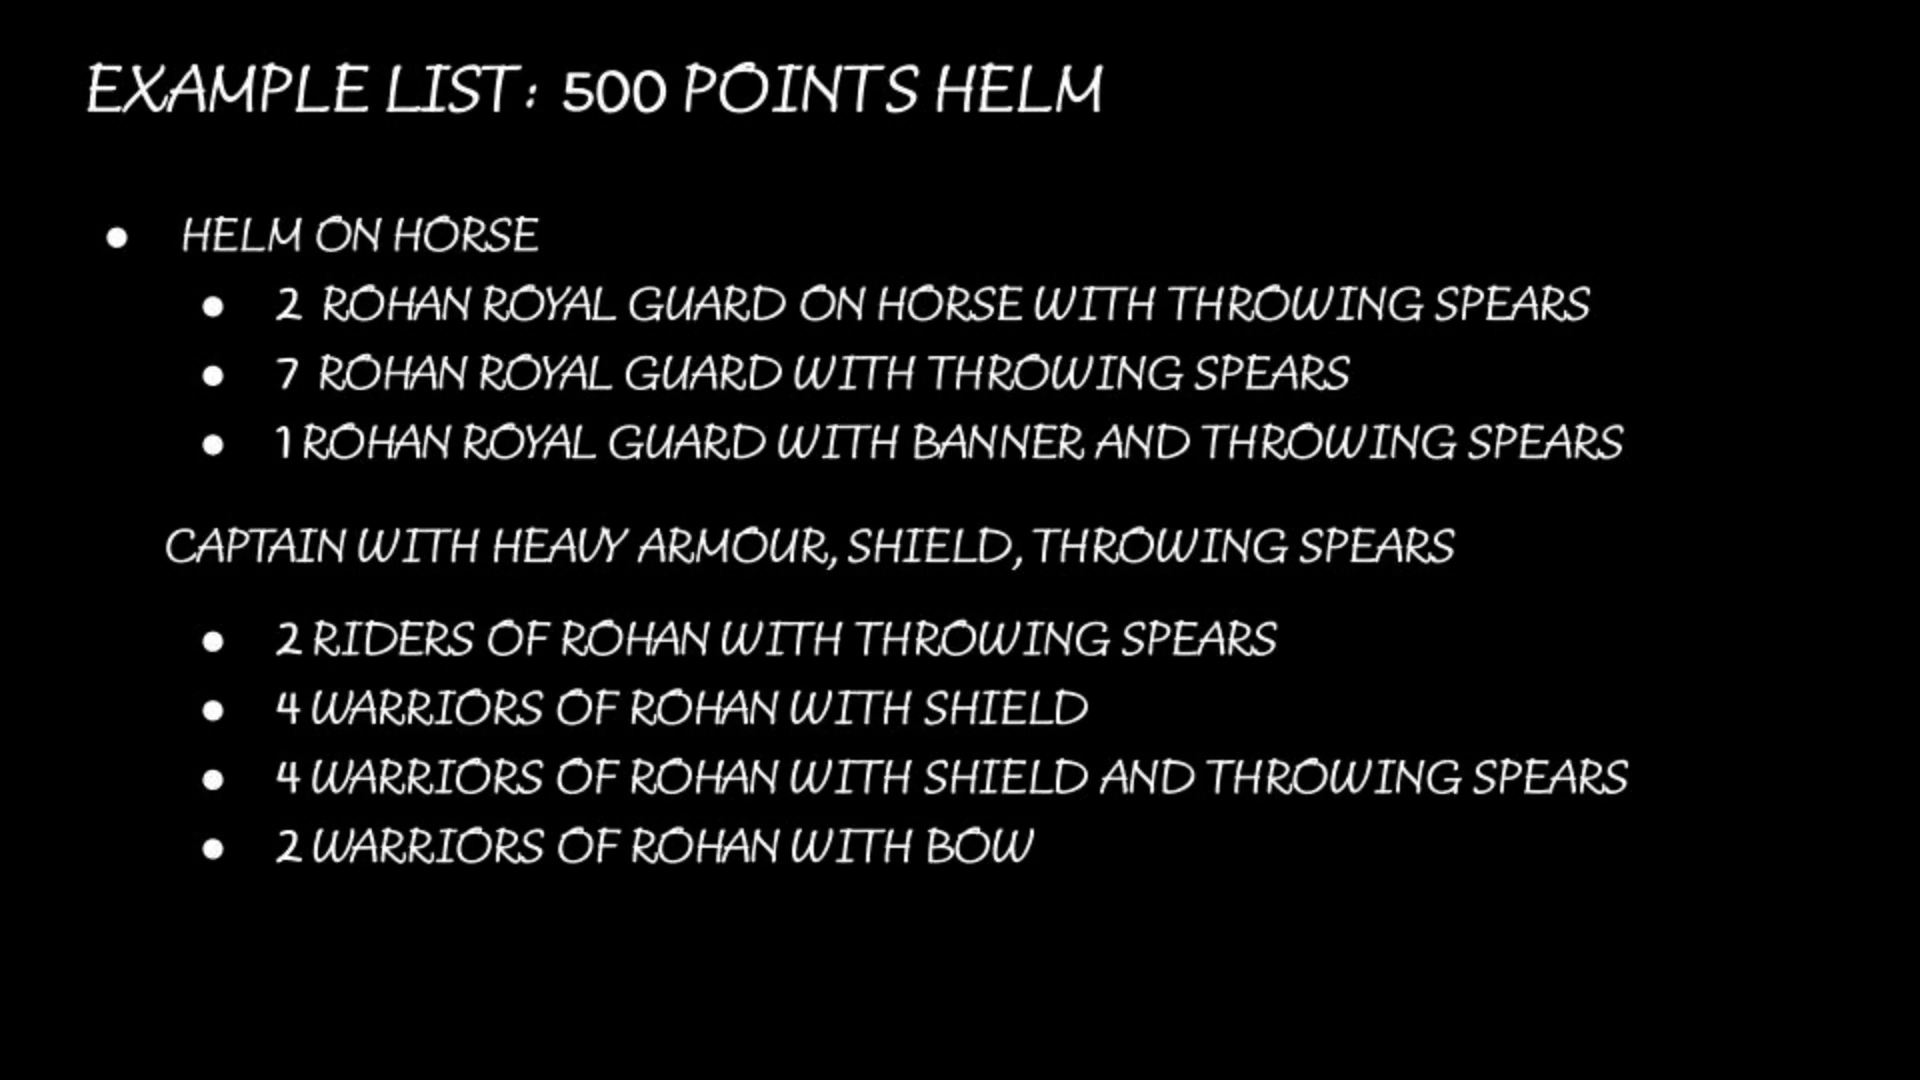 EXAMPLE LIST: 500 POINTS HELM
HELM ON HORSE
2 ROHAN ROYAL GUARD ON HORSE WITH THROWING SPEARS
7 ROHAN ROYAL GUARD WITH THROWING SPEARS
1 ROHAN ROYAL GUARD WITH BANNER AND THROWING SPEARS
CAPTAIN WITH HEAVY ARMOUR, SHIELD, THROWING SPEARS
2 RIDERS OF ROHAN WITH THROWING SPEARS
4 WARRIORS OF ROHAN WITH SHIELD
4 WARRIORS OF ROHAN WITH SHIELD AND THROWING SPEARS
2 WARRIORS OF ROHAN WITH BOW